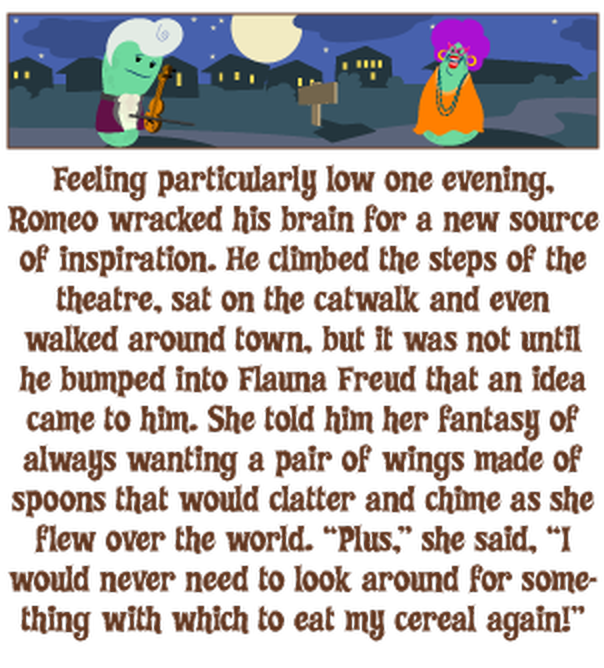 Feeling particularly low one evening,
Romeo wracked his brain for a new source
of inspiration. He climbed the steps of the
theatre, sat on the catwalk and even
walked around town, but it was not until
he bumped into Flauna Freud that an idea
came to him. She told him her fantasy of
always wanting a pair of wings made of
spoons that would clatter and chime as she
flew over the world. “Plus,” she said, “I
would never need to look around for some-
thing with which to eat my cereal again!”